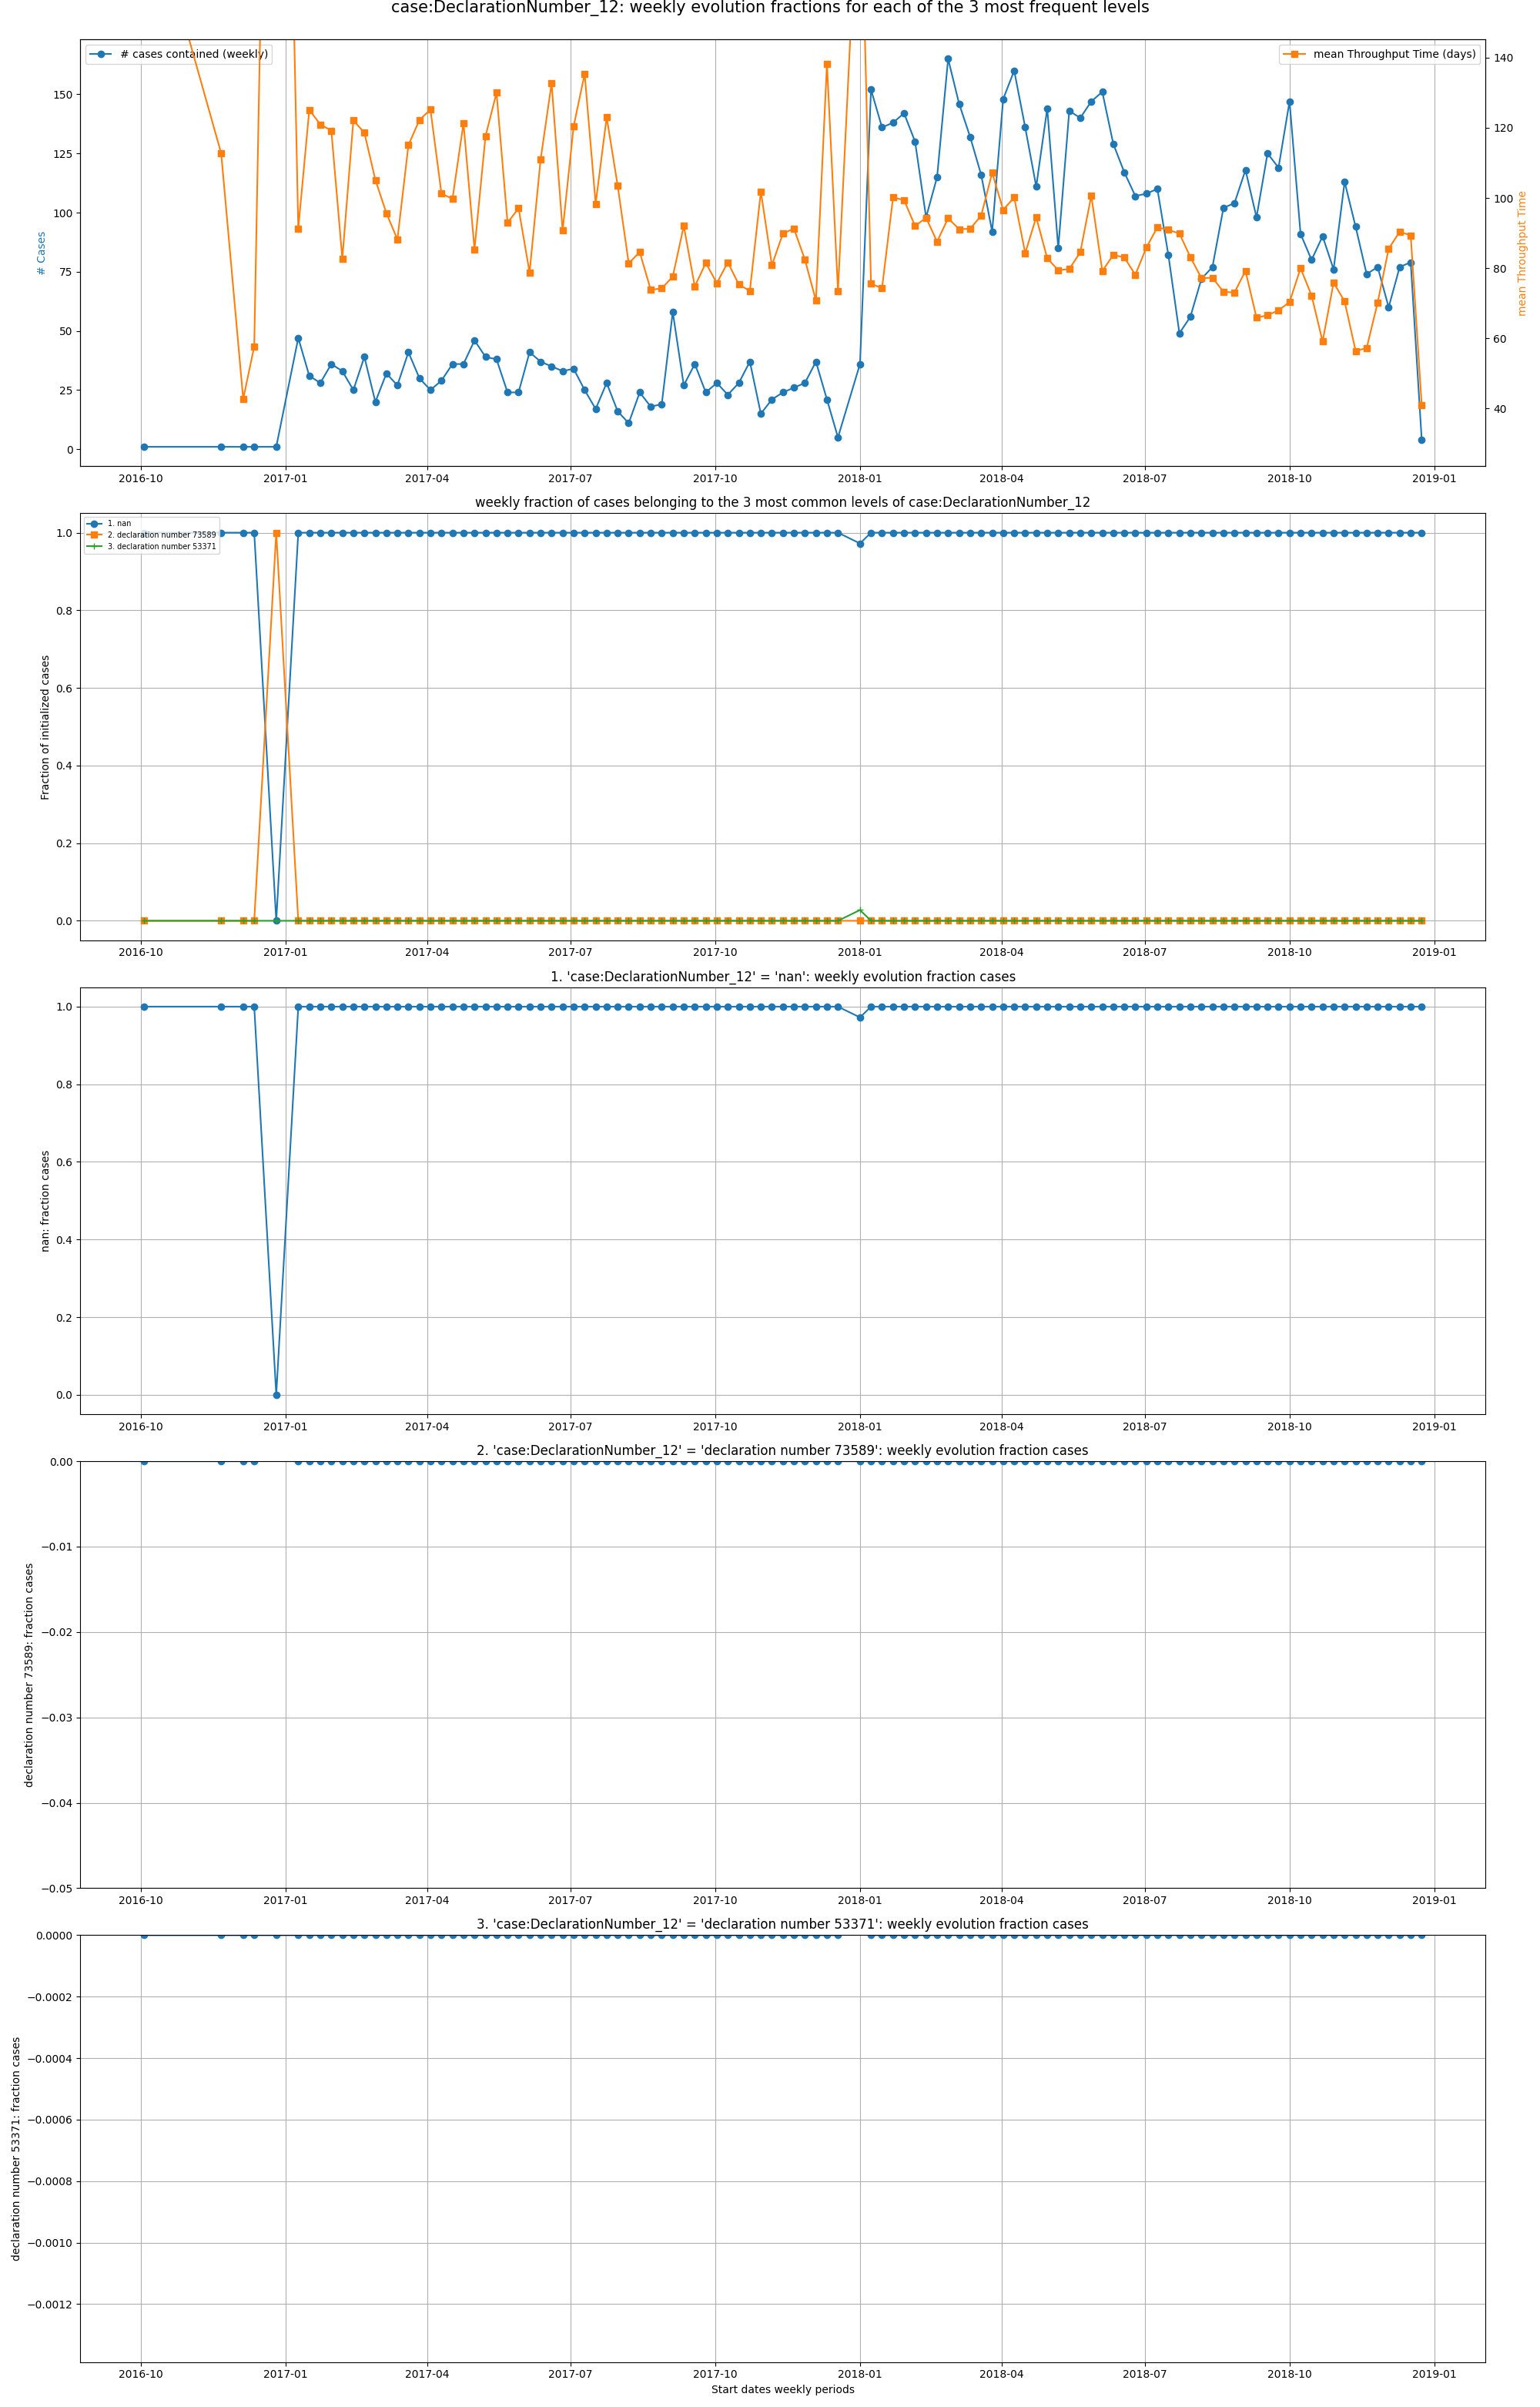 case:DeclarationNumber_12: weekly evolution fractions for each of the 3 most frequent levels
# cases contained (weekly)
mean Throughput Time (days)
# Cases
mean Throughput Time
150
125
100
75
50
25
0
140
120
100
80
60
40
2016-10 2017-01 2017-04 2017-07 2017-10 2018-01 2018-04 2018-07 2018-10 2019-01
weekly fraction of cases belonging to the 3 most common levels of case:DeclarationNumber_12
1. nan
2. declaration number 73589
3. declaration number 53371
Fraction of initialized cases
1.0
0.8
0.6
0.4
0.2
0.0
2016-10 2017-01 2017-04 2017-07 2017-10 2018-01 2018-04 2018-07 2018-10 2019-01
1. 'case:DeclarationNumber_12' = 'nan': weekly evolution fraction cases
nan: fraction cases
1.0
0.8
0.6
0.4
0.2
0.0
2016-10 2017-01 2017-04 2017-07 2017-10 2018-01 2018-04 2018-07 2018-10 2019-01
2. 'case:DeclarationNumber_12' = 'declaration number 73589': weekly evolution fraction cases
declaration number 73589: fraction cases
0.00
−0.01
−0.02
−0.03
−0.04
−0.05
2016-10 2017-01 2017-04 2017-07 2017-10 2018-01 2018-04 2018-07 2018-10 2019-01
3. 'case:DeclarationNumber_12' = 'declaration number 53371': weekly evolution fraction cases
declaration number 53371: fraction cases
0.0000
−0.0002
−0.0004
−0.0006
−0.0008
−0.0010
−0.0012
2016-10 2017-01 2017-04 2017-07 2017-10 2018-01 2018-04 2018-07 2018-10 2019-01
Start dates weekly periods